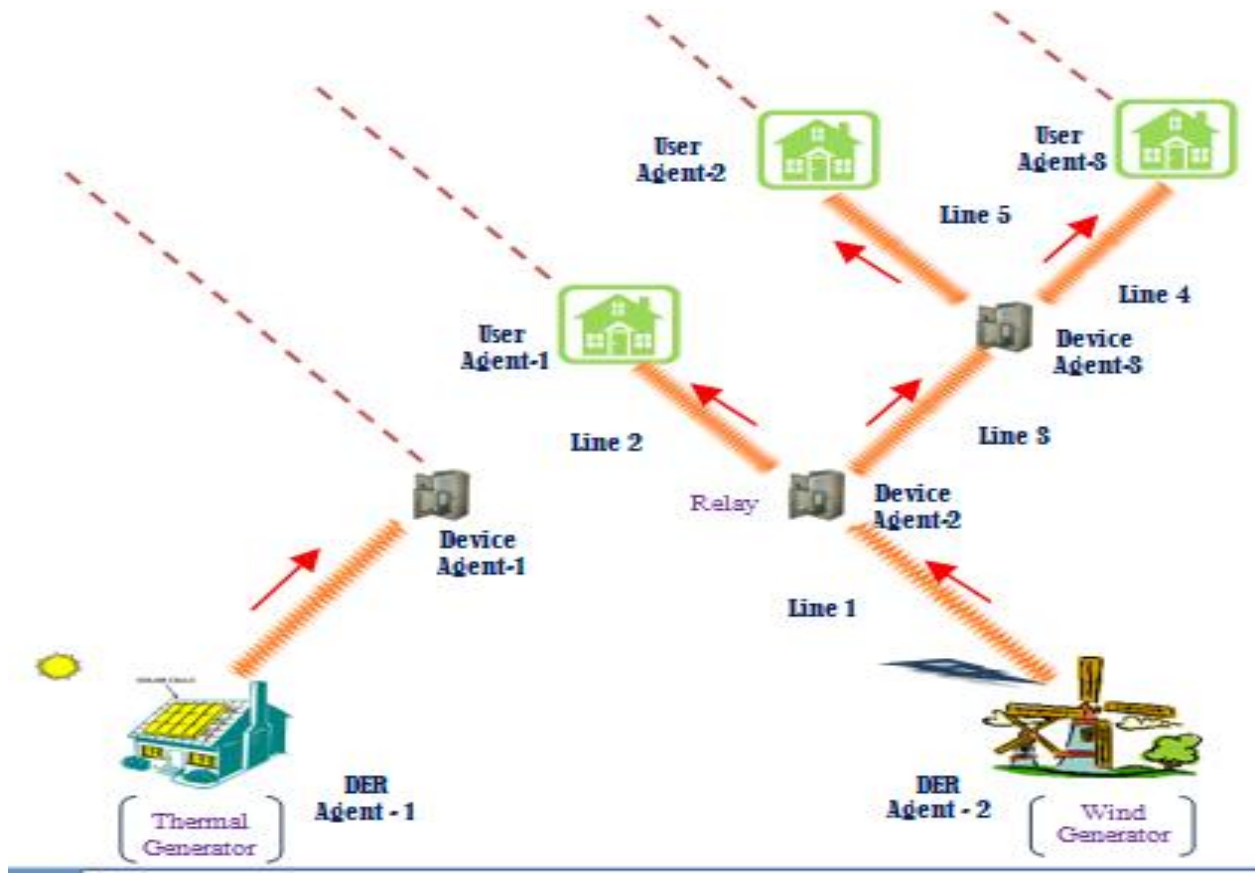 User
Agent-2
User
Agent-3
Line 5
Line 4
User
Agent-1
Device
Agent-3
Line 2
Line 3
Relay
Device
Agent-2
Device
Agent-1
Line 1
DER
Agent - 1
Thermal
Generator
DER
Agent - 2
Wind
Generator